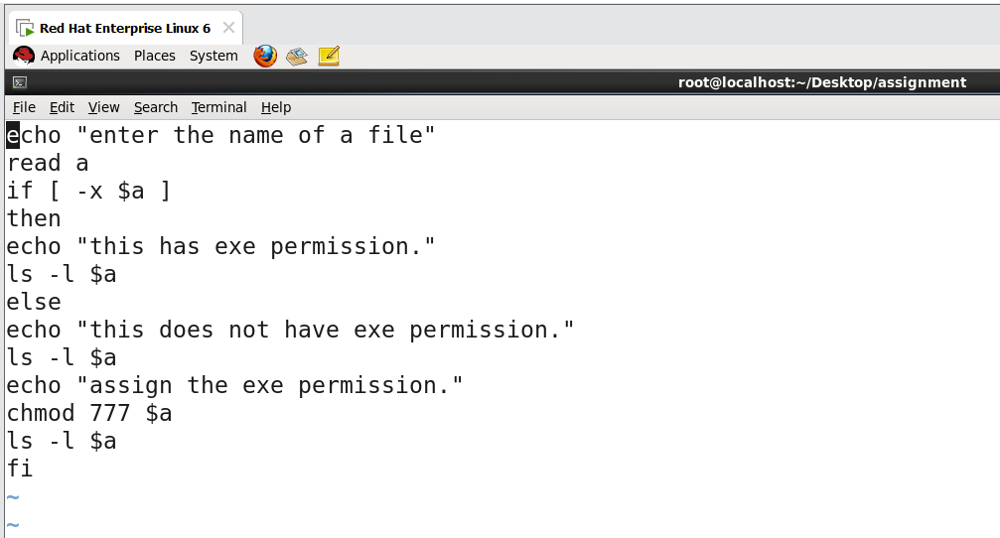 Red Hat Enterprise Linux 6
Applications Places System
root@localhost:~/Desktop/assignment
File Edit View Search Terminal Help
echo "enter the name of a file"
read a
if [ -x $a ]
then
echo "this has exe permission."
ls -l $a
else
echo "this does not have exe permission."
ls -l $a
echo "assign the exe permission."
chmod 777 $a
ls -l $a
fi
~
~